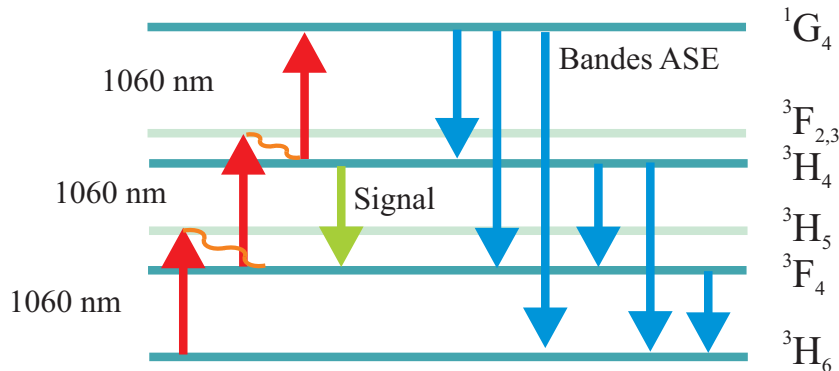 ¹G₄
Bandes ASE
1060 nm
³F₂,₃
³H₄
1060 nm
Signal
³H₅
³F₄
1060 nm
³H₆